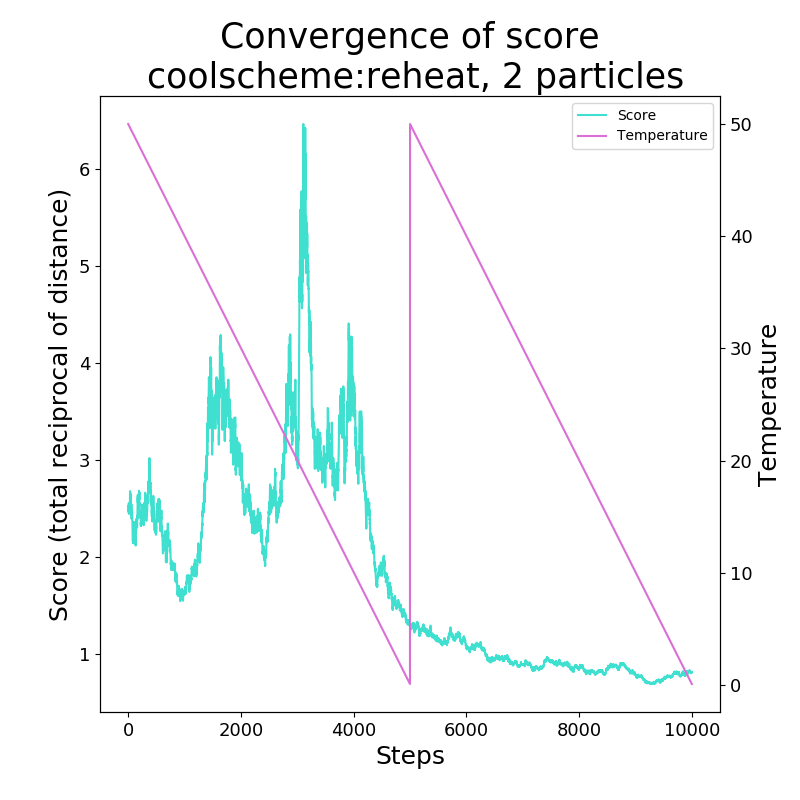 Convergence of score
coolscheme:reheat, 2 particles
Score
Temperature
6
5
4
3
2
1
Score (total reciprocal of distance)
50
40
30
20
10
0
Temperature
0
2000
4000
6000
8000
10000
Steps